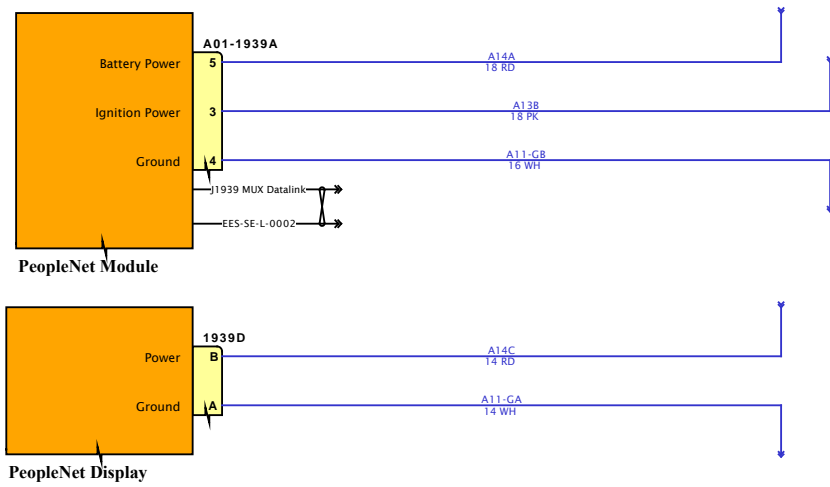 A01-1939A
Battery Power 5 A14A
18 RD
Ignition Power 3 A13B
18 PK
Ground 4 A11-GB
16 WH
J1939 MUX Datalink
EES-SE-L-0002
PeopleNet Module
1939D
Power B A14C
14 RD
Ground A A11-GA
14 WH
PeopleNet Display